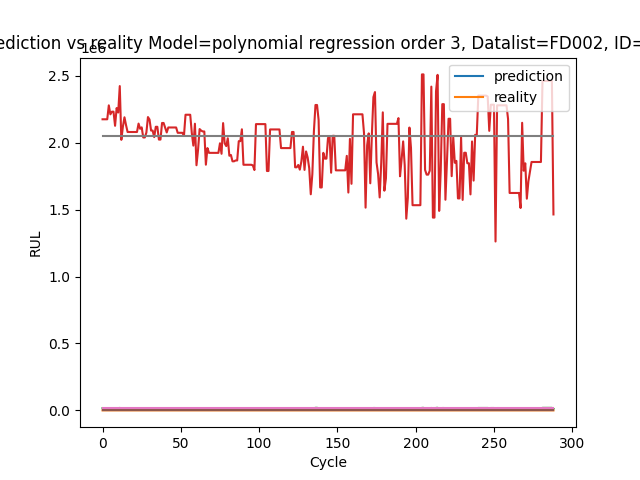 ediction vs reality Model=polynomial regression order 3, Datalist=FD002, ID=
1e6
prediction
reality
2.5
2.0
1.5
1.0
0.5
0.0
RUL
0 50 100 150 200 250 300
Cycle